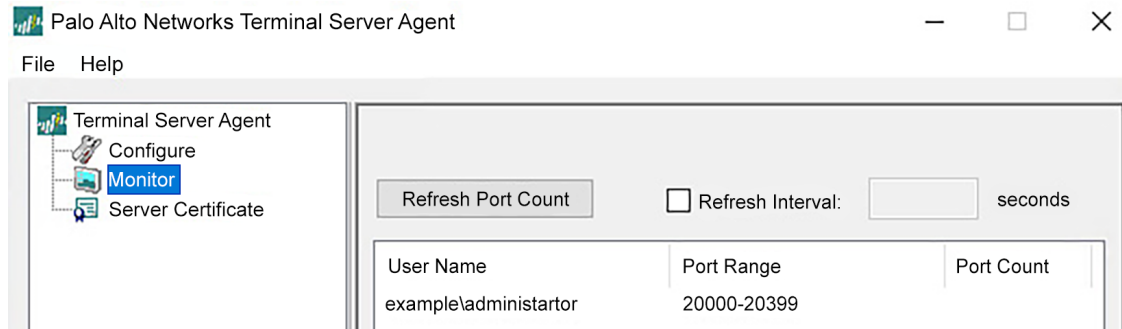 Palo Alto Networks Terminal Server Agent
File Help
Terminal Server Agent
Configure
Monitor
Server Certificate
Refresh Port Count Refresh Interval: seconds
User Name Port Range Port Count
example\administartor 20000-20399